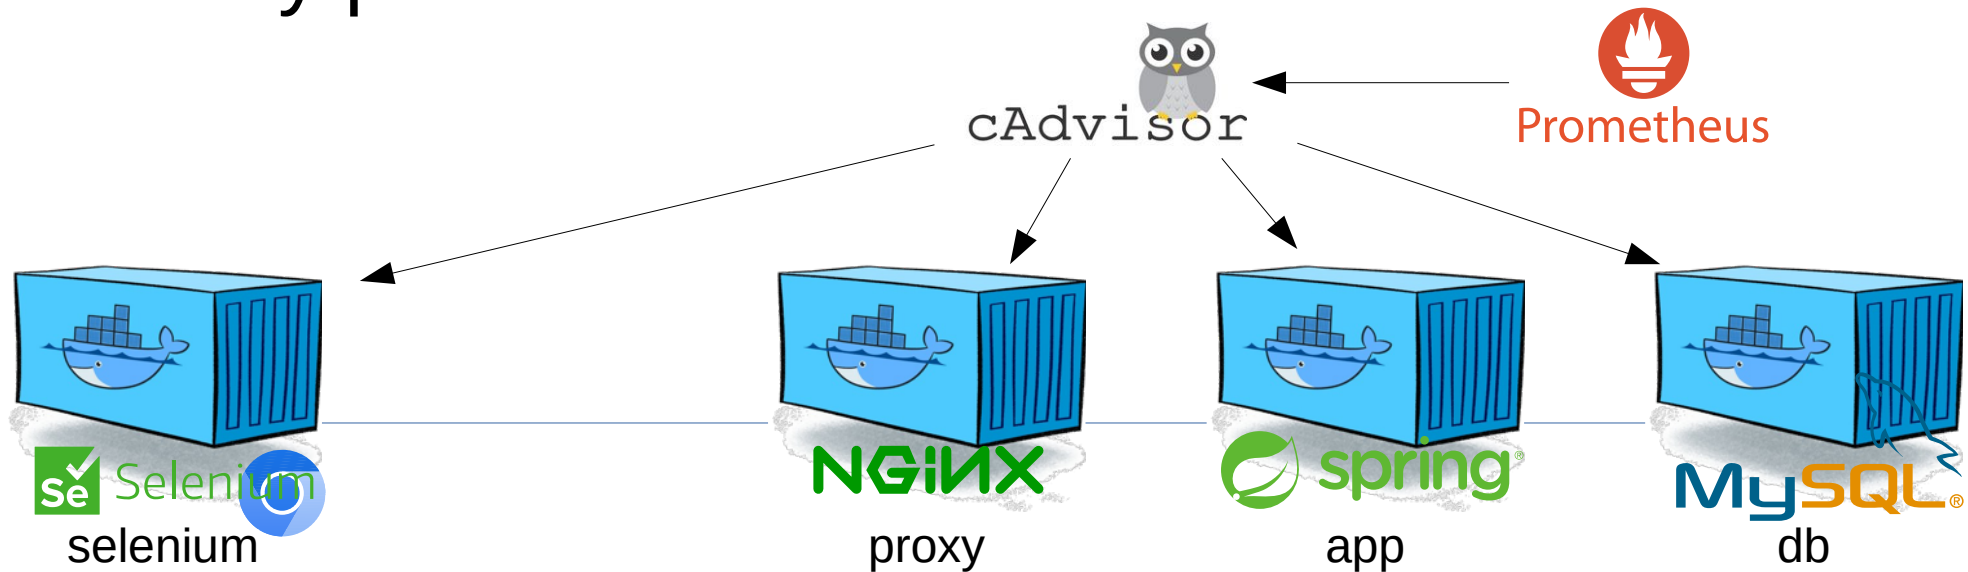 cAdvisor
Prometheus
Se Selenium
NGiNX
spring®
MySQL®
selenium
proxy
app
db